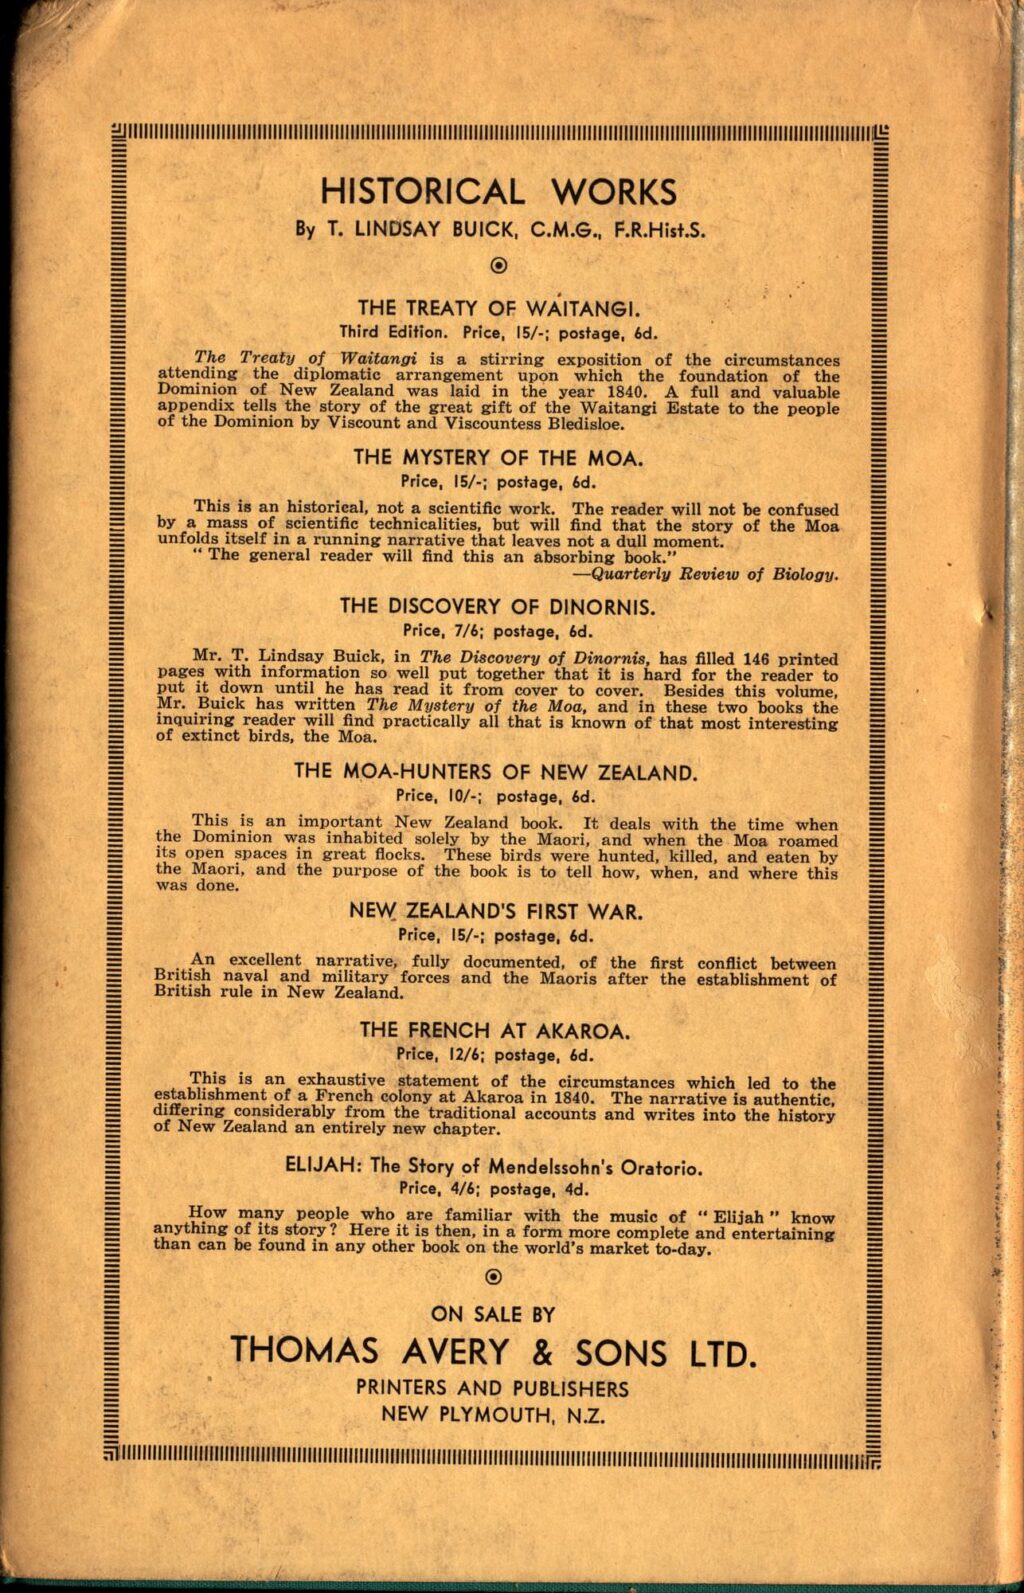 HISTORICAL WORKS
By T. LINDSAY BUICK, C.M.G., F.R.Hist.S.
THE TREATY OF WAITANGI.
Third Edition. Price, 15/-; postage, 6d.
The Treaty of Waitangi is a stirring exposition of the circumstances
attending the diplomatic arrangement upon which the foundation of the
Dominion of New Zealand was laid in the year 1840. A full and valuable
appendix tells the story of the great gift of the Waitangi Estate to the people
of the Dominion by Viscount and Viscountess Bledisloe.
THE MYSTERY OF THE MOA.
Price, 15/-; postage, 6d.
This is an historical, not a scientific work. The reader will not be confused
by a mass of scientific technicalities, but will find that the story of the Moa
unfolds itself in a running narrative that leaves not a dull moment.
“ The general reader will find this an absorbing book.”
—Quarterly Review of Biology.
THE DISCOVERY OF DINORNIS.
Price, 7/6; postage, 6d.
Mr. T. Lindsay Buick, in The Discovery of Dinornis, has filled 146 printed
pages with information so well put together that it is hard for the reader to
put it down until he has read it from cover to cover. Besides this volume,
Mr. Buick has written The Mystery of the Moa, and in these two books the
inquiring reader will find practically all that is known of that most interesting
of extinct birds, the Moa.
THE MOA-HUNTERS OF NEW ZEALAND.
Price, 10/-; postage, 6d.
This is an important New Zealand book. It deals with the time when
the Dominion was inhabited solely by the Maori, and when the Moa roamed
its open spaces in great flocks. These birds were hunted, killed, and eaten by
the Maori, and the purpose of the book is to tell how, when, and where this
was done.
NEW ZEALAND'S FIRST WAR.
Price, 15/-; postage, 6d.
An excellent narrative, fully documented, of the first conflict between
British naval and military forces and the Maoris after the establishment of
British rule in New Zealand.
THE FRENCH AT AKAROA.
Price, 12/6; postage, 6d.
This is an exhaustive statement of the circumstances which led to the
establishment of a French colony at Akaroa in 1840. The narrative is authentic,
differing considerably from the traditional accounts and writes into the history
of New Zealand an entirely new chapter.
ELIJAH: The Story of Mendelssohn's Oratorio.
Price, 4/6; postage, 4d.
How many people who are familiar with the music of “ Elijah ” know
anything of its story? Here it is then, in a form more complete and entertaining
than can be found in any other book on the world's market to-day.
ON SALE BY
THOMAS AVERY & SONS LTD.
PRINTERS AND PUBLISHERS
NEW PLYMOUTH, N.Z.